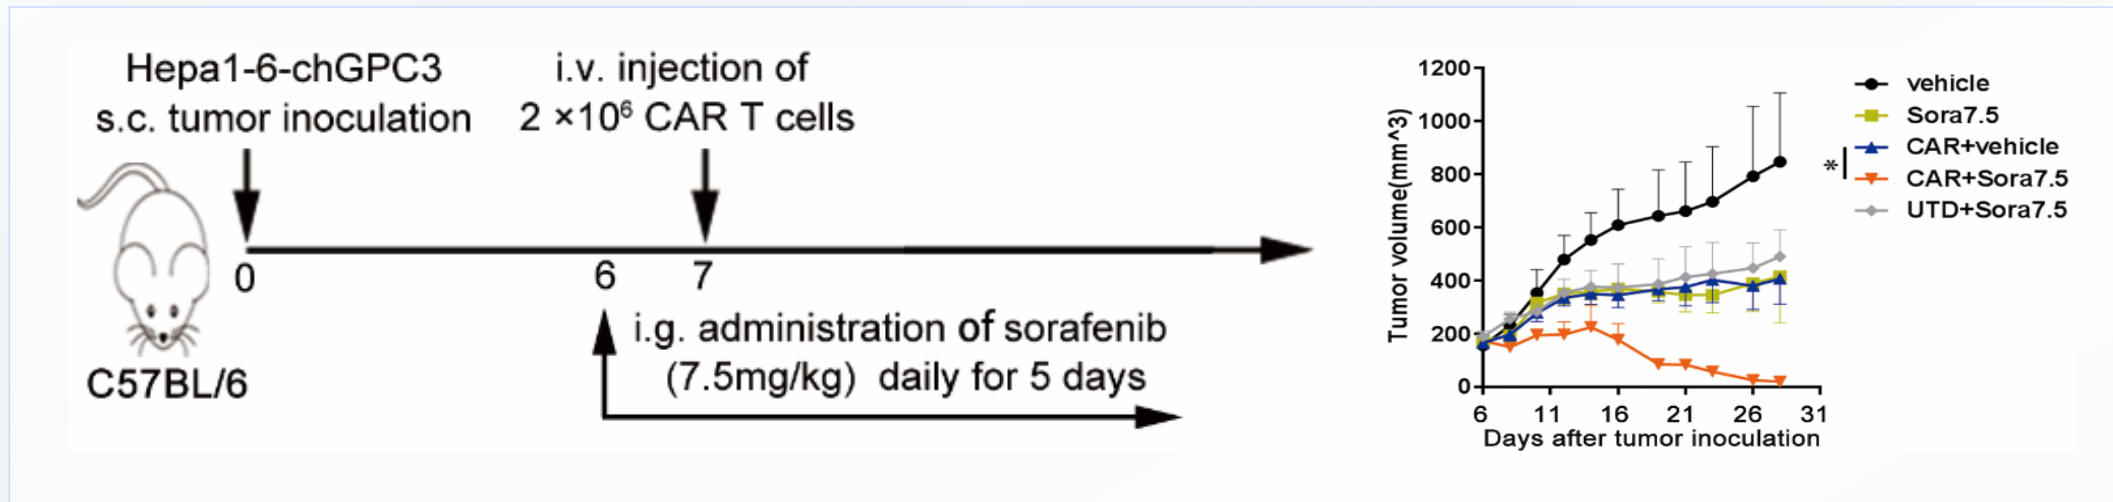 Hepa1-6-chGPC3
s.c. tumor inoculation
i.v. injection of
2 ×10⁶ CAR T cells
0
6
7
i.g. administration of sorafenib
(7.5mg/kg) daily for 5 days
C57BL/6
Tumor volume(mm^3)
1200
1000
800
600
400
200
0
6 11 16 21 26 31
Days after tumor inoculation
vehicle
Sora7.5
CAR+vehicle
*
CAR+Sora7.5
UTD+Sora7.5